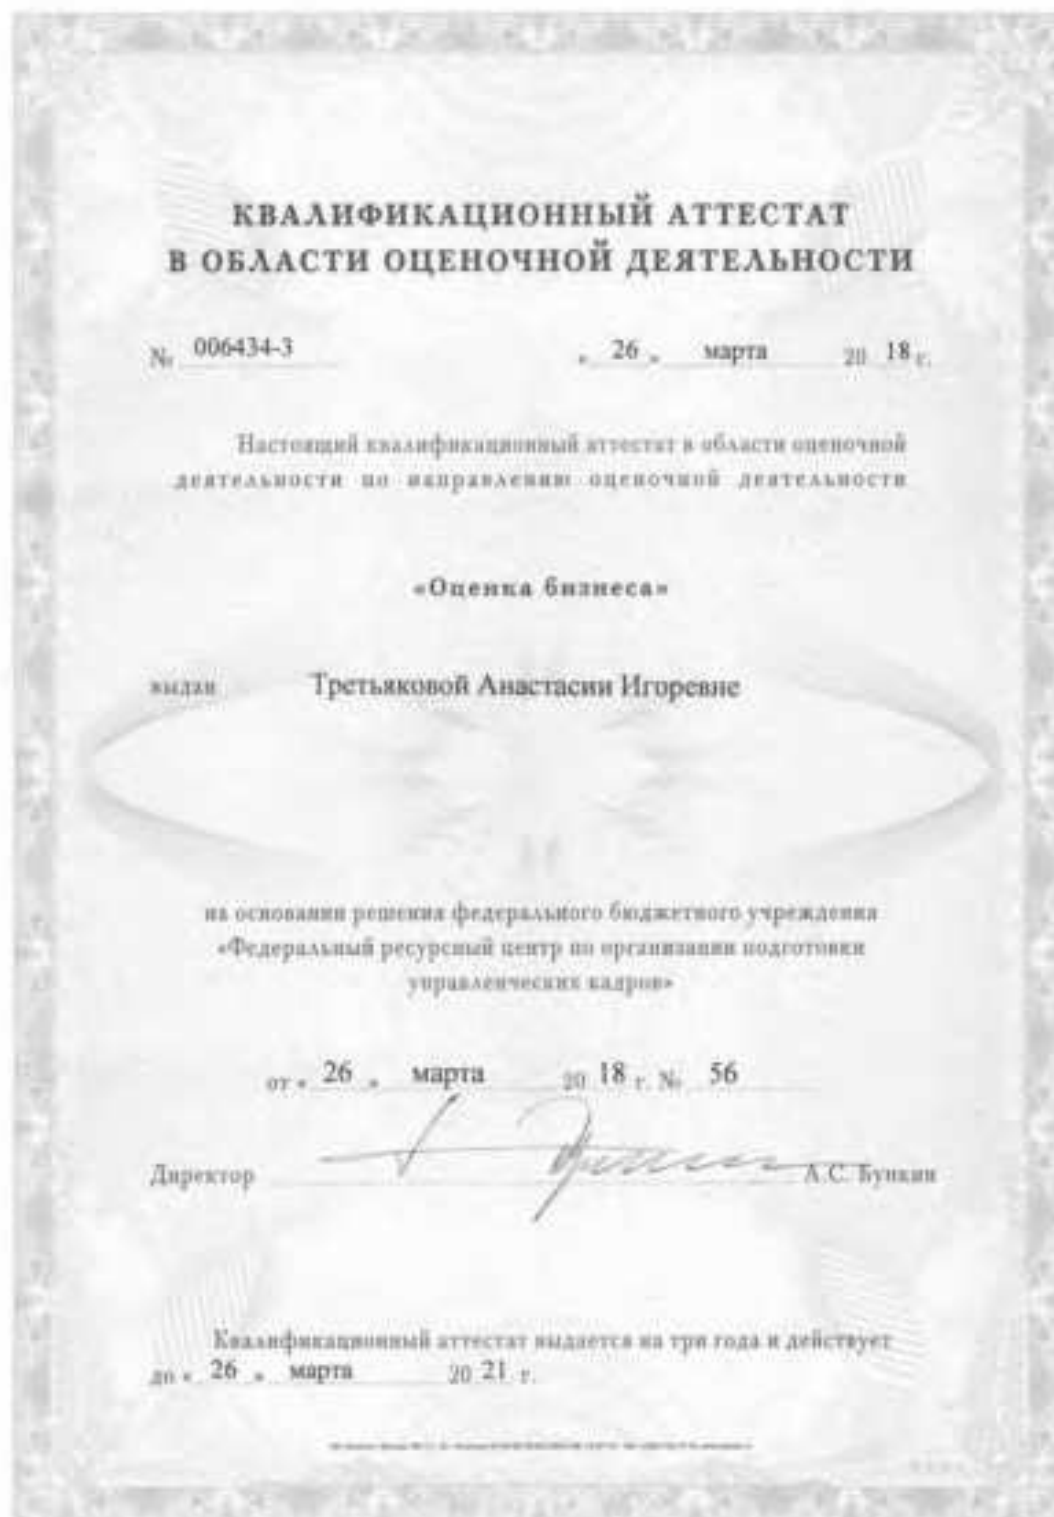 КВАЛИФИКАЦИОННЫЙ АТТЕСТАТ
В ОБЛАСТИ ОЦЕНОЧНОЙ ДЕЯТЕЛЬНОСТИ
№ 006434-3 « 26 » марта 20 18 г.
Настоящий квалификационный аттестат в области оценочной
деятельности по направлению оценочной деятельности
«Оценка бизнеса»
выдан Третьяковой Анастасии Игоревне
на основании решения федерального бюджетного учреждения
«Федеральный ресурсный центр по организации подготовки
управленческих кадров»
от « 26 » марта 20 18 г. № 56
Директор А.С. Бункин
Квалификационный аттестат выдается на три года и действует
до « 26 » марта 20 21 г.